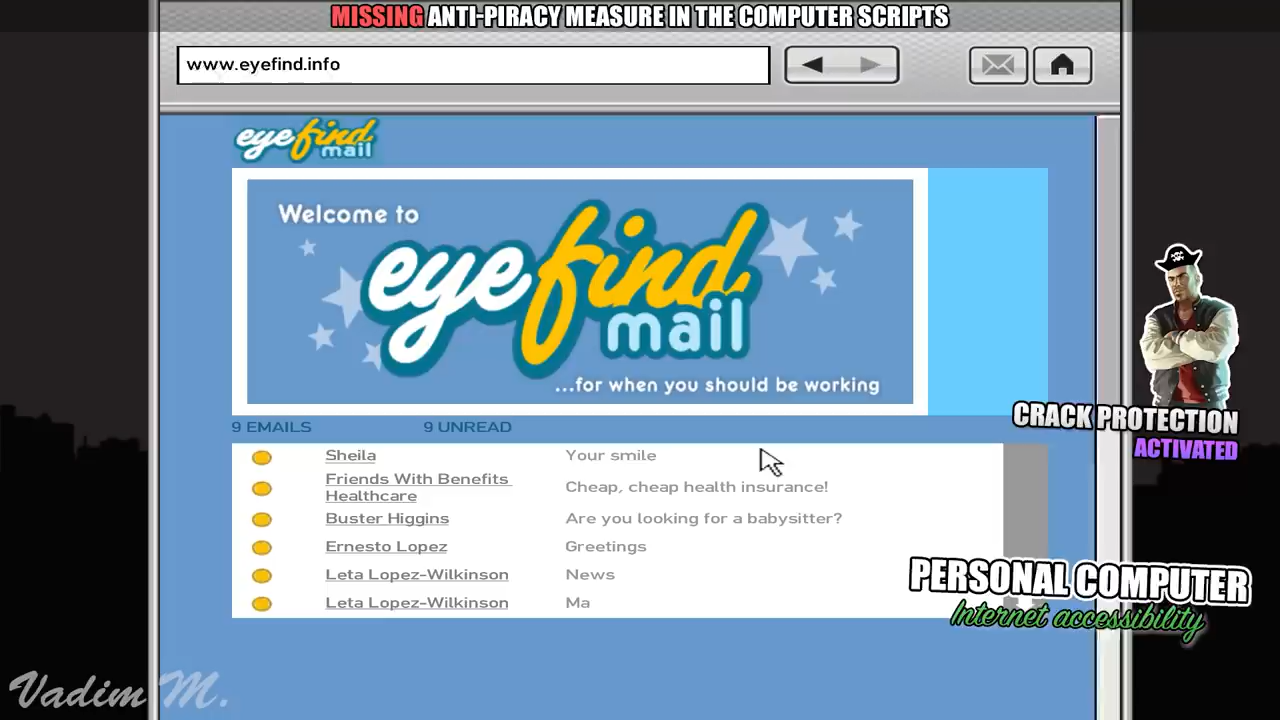 MISSING ANTI-PIRACY MEASURE IN THE COMPUTER SCRIPTS
www.eyefind.info
eyefind
mail
Welcome to
eyefind
mail
...for when you should be working
9 EMAILS 9 UNREAD
Sheila Your smile
Friends With Benefits
Healthcare Cheap, cheap health insurance!
Buster Higgins Are you looking for a babysitter?
Ernesto Lopez Greetings
Leta Lopez-Wilkinson News
Leta Lopez-Wilkinson Ma
CRACK PROTECTION
ACTIVATED
PERSONAL COMPUTER
Internet accessibility
Vadim M.